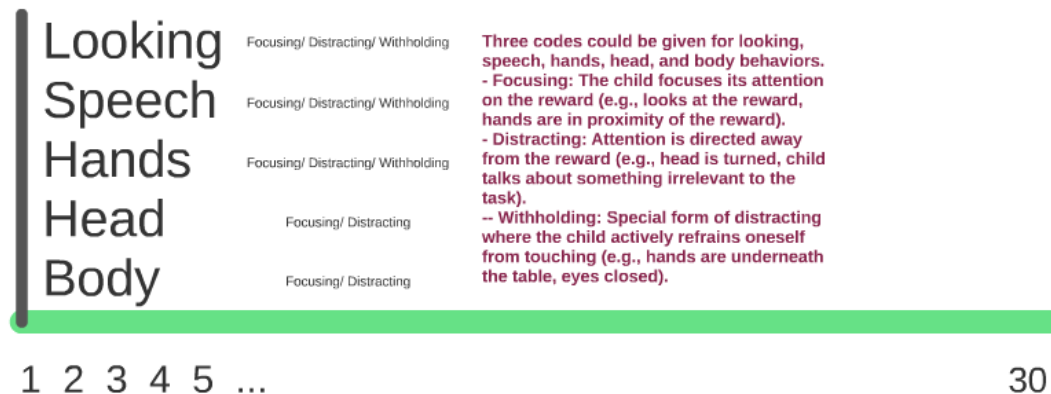 Looking Focusing/ Distracting/ Withholding
Speech Focusing/ Distracting/ Withholding
Hands Focusing/ Distracting/ Withholding
Head Focusing/ Distracting
Body Focusing/ Distracting
Three codes could be given for looking,
speech, hands, head, and body behaviors.
- Focusing: The child focuses its attention
on the reward (e.g., looks at the reward,
hands are in proximity of the reward).
- Distracting: Attention is directed away
from the reward (e.g., head is turned, child
talks about something irrelevant to the
task).
-- Withholding: Special form of distracting
where the child actively refrains oneself
from touching (e.g., hands are underneath
the table, eyes closed).
1 2 3 4 5 ... 30